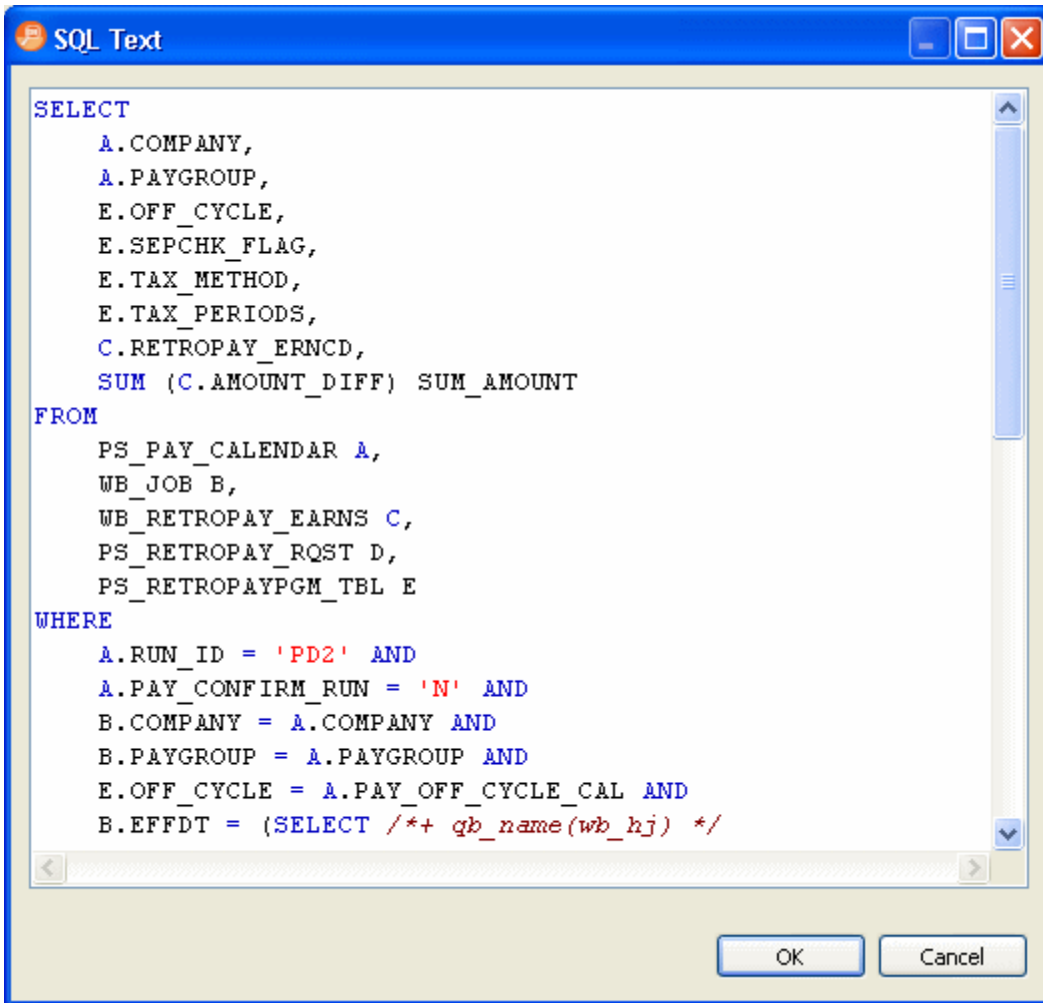 SQL Text
SELECT
A.COMPANY,
A.PAYGROUP,
E.OFF_CYCLE,
E.SEPCHK_FLAG,
E.TAX_METHOD,
E.TAX_PERIODS,
C.RETROPAY_ERNCD,
SUM (C.AMOUNT_DIFF) SUM_AMOUNT
FROM
PS_PAY_CALENDAR A,
WB_JOB B,
WB_RETROPAY_EARNS C,
PS_RETROPAY_RQST D,
PS_RETROPAYPGM_TBL E
WHERE
A.RUN_ID = 'PD2' AND
A.PAY_CONFIRM_RUN = 'N' AND
B.COMPANY = A.COMPANY AND
B.PAYGROUP = A.PAYGROUP AND
E.OFF_CYCLE = A.PAY_OFF_CYCLE_CAL AND
B.EFFDT = (SELECT /*+ qb_name(wb_hj) */
OK Cancel